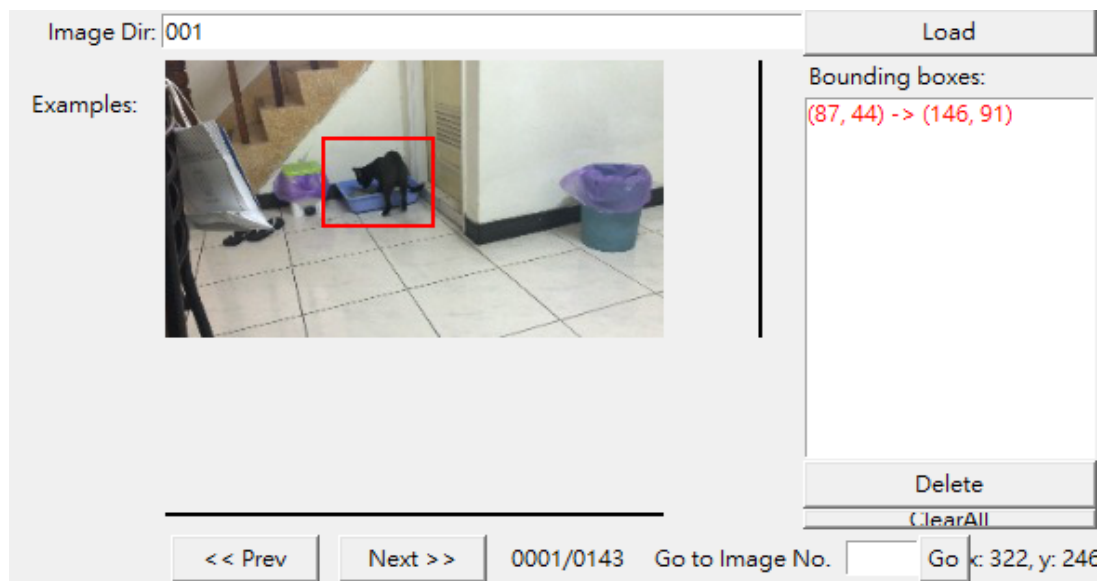 Image Dir: 001 Load
Bounding boxes:
Examples:
(87, 44) -> (146, 91)
Delete
ClearAll
<< Prev Next >> 0001/0143 Go to Image No. Go x: 322, y: 246